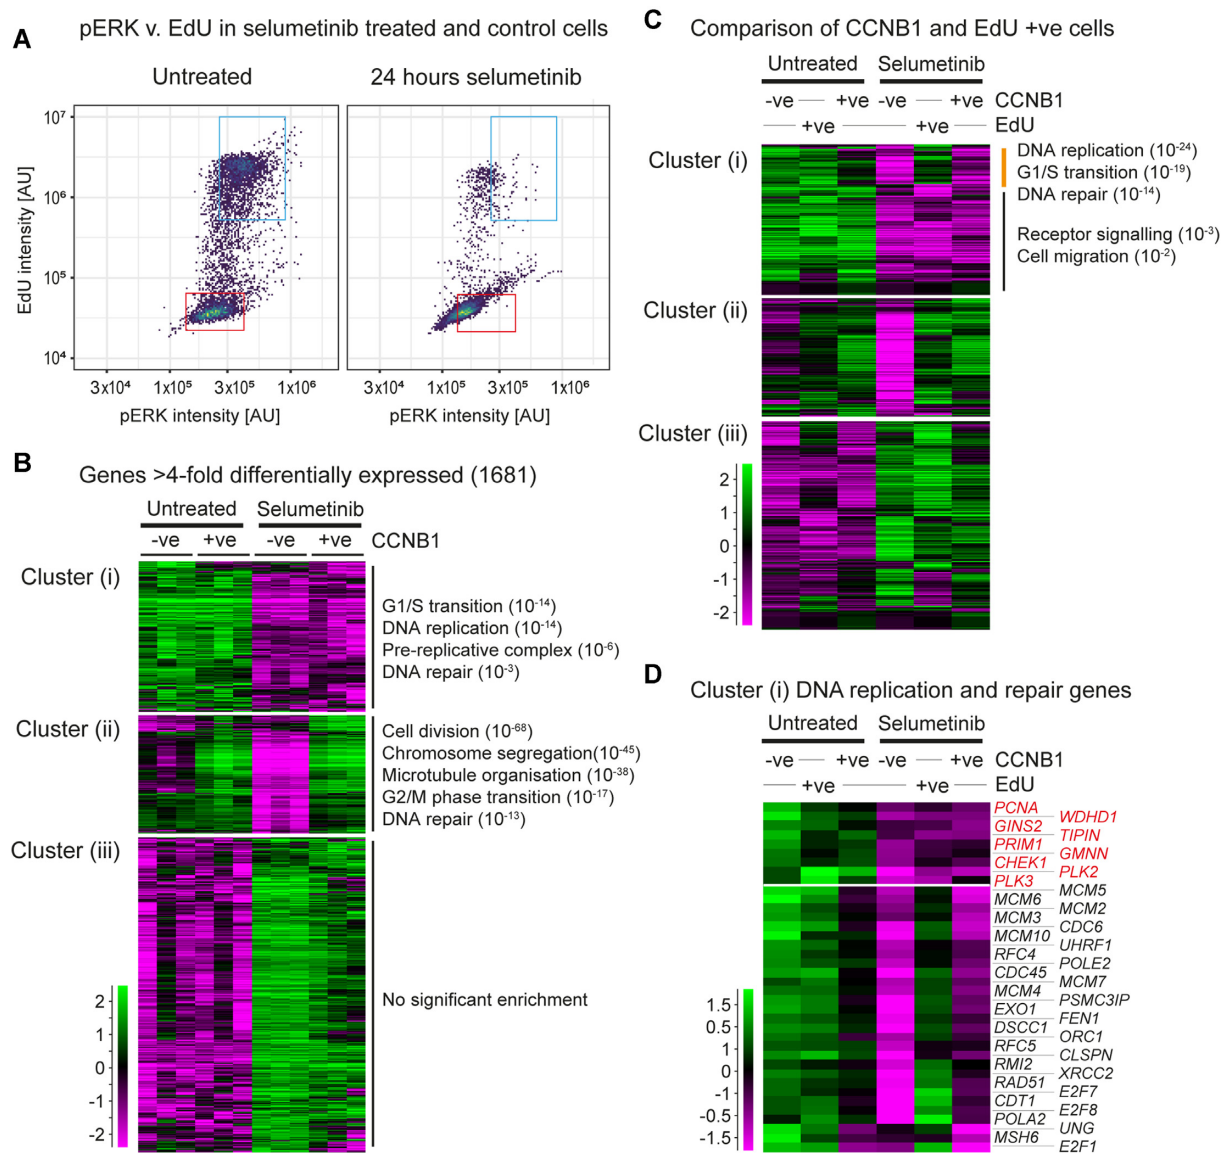 A
pERK v. EdU in selumetinib treated and control cells
Untreated
24 hours selumetinib
EdU intensity [AU]
10⁷
10⁶
10⁵
10⁴
3x10⁴ 1x10⁵ 3x10⁵ 1x10⁶
3x10⁴ 1x10⁵ 3x10⁵ 1x10⁶
pERK intensity [AU]
pERK intensity [AU]
B
Genes >4-fold differentially expressed (1681)
Untreated Selumetinib
-ve +ve -ve +ve CCNB1
Cluster (i)
G1/S transition (10⁻¹⁴)
DNA replication (10⁻¹⁴)
Pre-replicative complex (10⁻⁶)
DNA repair (10⁻³)
Cluster (ii)
Cell division (10⁻⁶⁸)
Chromosome segregation(10⁻⁴⁵)
Microtubule organisation (10⁻³⁸)
G2/M phase transition (10⁻¹⁷)
DNA repair (10⁻¹³)
Cluster (iii)
No significant enrichment
2
1
0
-1
-2
C
Comparison of CCNB1 and EdU +ve cells
Untreated Selumetinib
-ve +ve -ve +ve CCNB1
+ve +ve EdU
Cluster (i)
DNA replication (10⁻²⁴)
G1/S transition (10⁻¹⁹)
DNA repair (10⁻¹⁴)
Receptor signalling (10⁻³)
Cell migration (10⁻²)
Cluster (ii)
Cluster (iii)
2
1
0
-1
-2
D
Cluster (i) DNA replication and repair genes
Untreated Selumetinib
-ve +ve -ve +ve CCNB1
+ve +ve EdU
PCNA
WDHD1
GINS2
TIPIN
PRIM1
GMNN
CHEK1
PLK2
PLK3
MCM5
MCM6
MCM2
MCM3
CDC6
MCM10
UHRF1
RFC4
POLE2
CDC45
MCM7
MCM4
PSMC3IP
EXO1
FEN1
DSCC1
ORC1
RFC5
CLSPN
RMI2
XRCC2
RAD51
E2F7
CDT1
E2F8
POLA2
UNG
MSH6
E2F1
1.5
0.5
1
0
-1
-0.5
-1.5